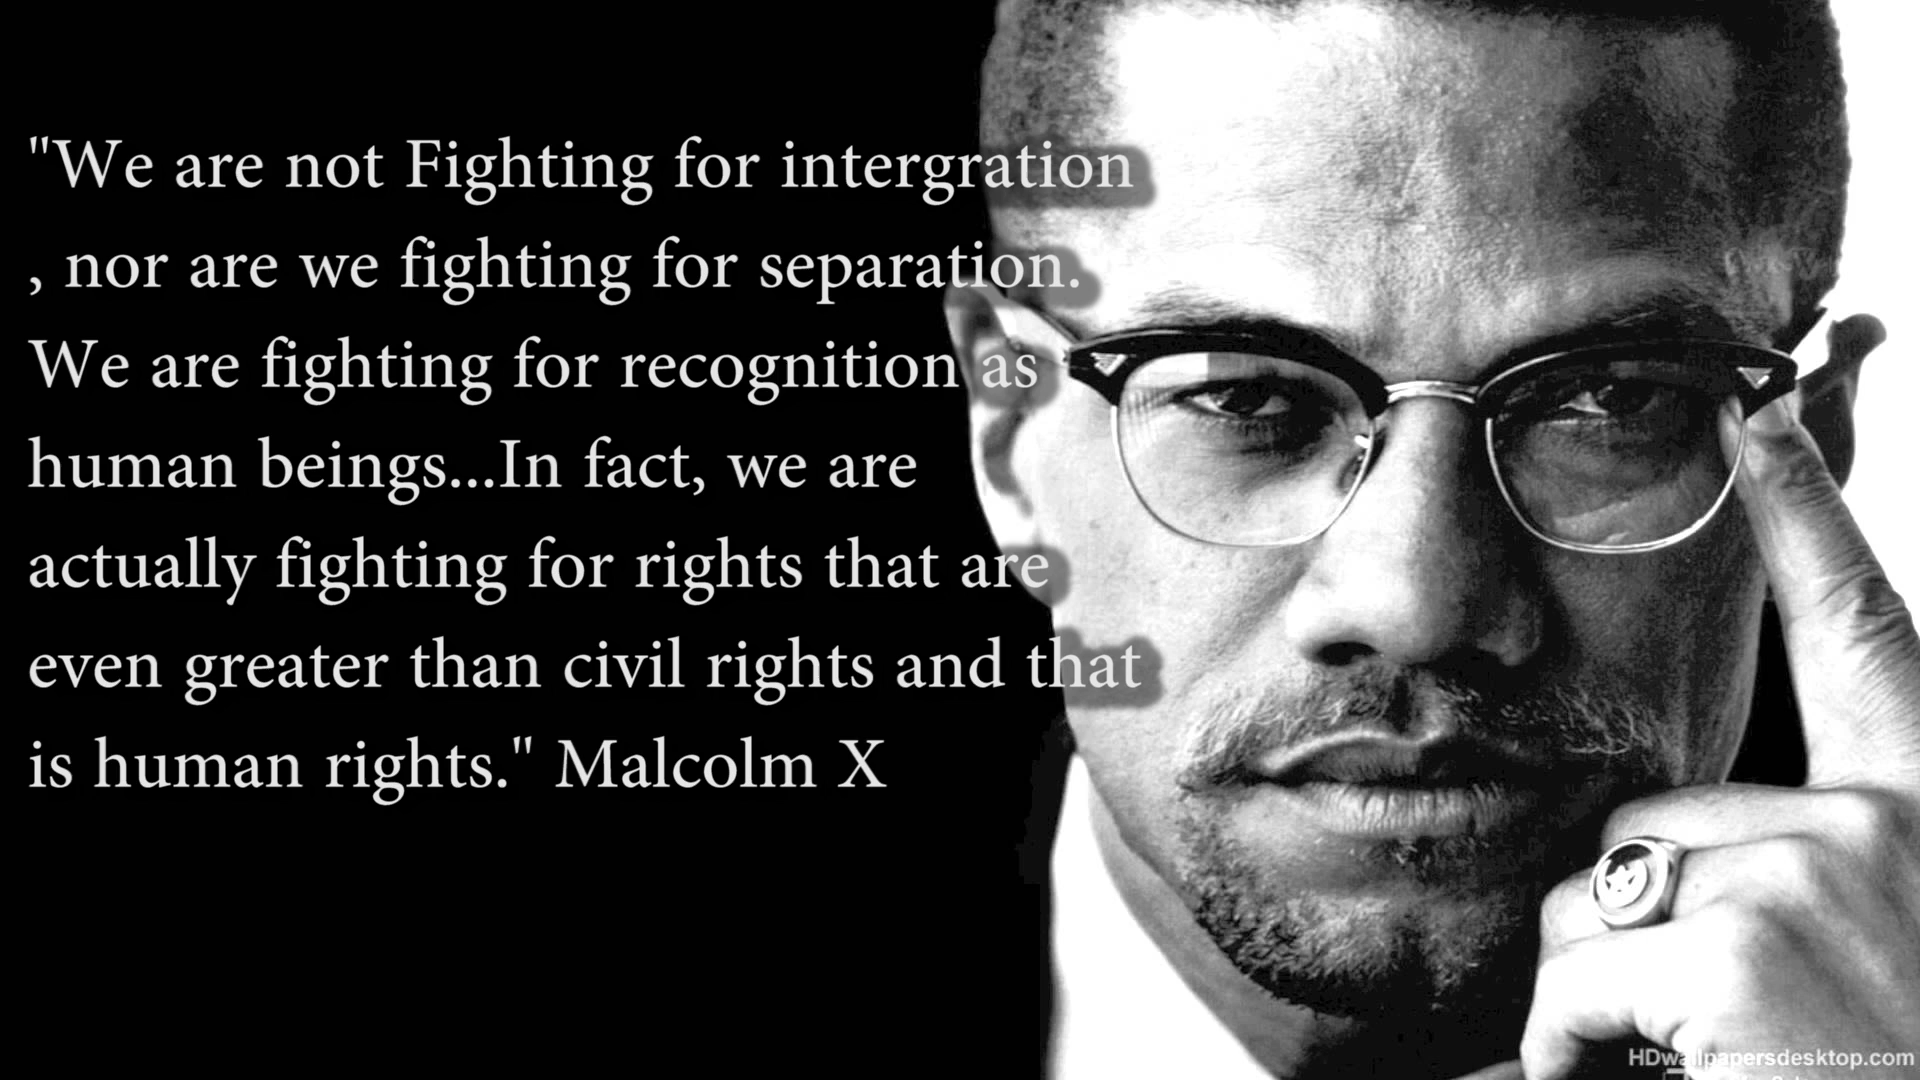 "We are not Fighting for intergration
, nor are we fighting for separation.
We are fighting for recognition as
human beings...In fact, we are
actually fighting for rights that are
even greater than civil rights and that
is human rights." Malcolm X
HDwallpapersdesktop.com